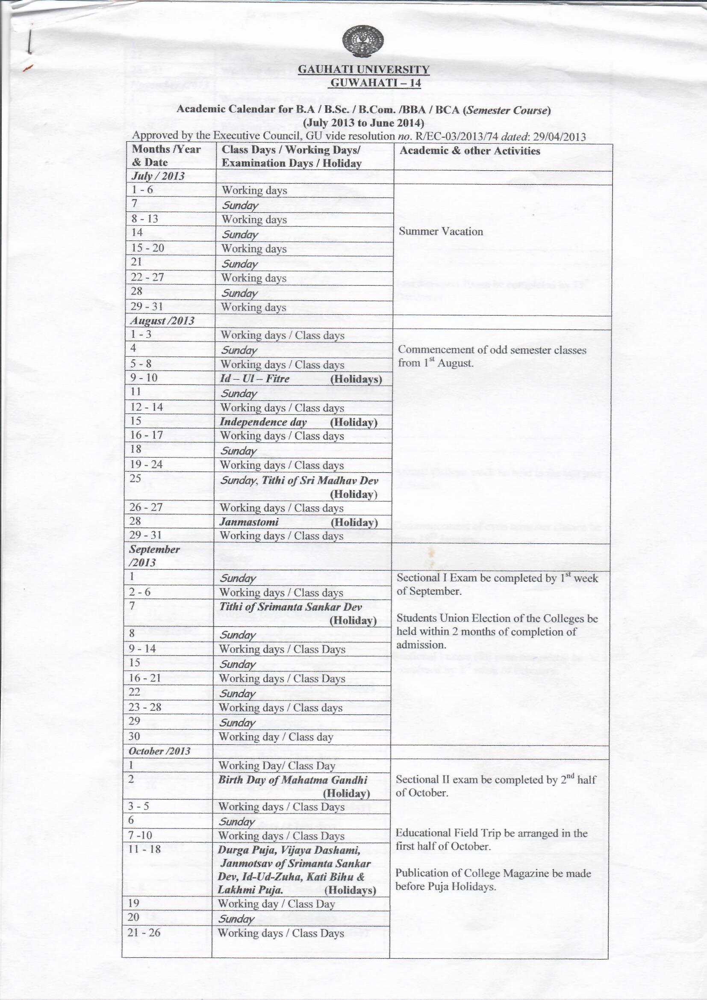 GAUHATI UNIVERSITY
GUWAHATI – 14
Academic Calendar for B.A / B.Sc. / B.Com. /BBA / BCA (Semester Course)
(July 2013 to June 2014)
Approved by the Executive Council, GU vide resolution no. R/EC-03/2013/74 dated: 29/04/2013
Months /Year & Date | Class Days / Working Days/ Examination Days / Holiday | Academic & other Activities
July / 2013
1 - 6 Working days
7 Sunday
8 - 13 Working days
14 Sunday
Summer Vacation
15 - 20 Working days
21 Sunday
22 - 27 Working days
28 Sunday
29 - 31 Working days
August /2013
1 - 3 Working days / Class days
4 Sunday
Commencement of odd semester classes
5 - 8 Working days / Class days
from 1st August.
9 - 10 Id – Ul – Fitre (Holidays)
11 Sunday
12 - 14 Working days / Class days
15 Independence day (Holiday)
16 - 17 Working days / Class days
18 Sunday
19 - 24 Working days / Class days
25 Sunday, Tithi of Sri Madhav Dev
(Holiday)
26 - 27 Working days / Class days
28 Janmastomi (Holiday)
29 - 31 Working days / Class days
September
/2013
1 Sunday
Sectional I Exam be completed by 1st week
2 - 6 Working days / Class days
of September.
7 Tithi of Srimanta Sankar Dev
(Holiday)
Students Union Election of the Colleges be
8 Sunday
held within 2 months of completion of
9 - 14 Working days / Class Days
admission.
15 Sunday
16 - 21 Working days / Class Days
22 Sunday
23 - 28 Working days / Class days
29 Sunday
30 Working day / Class day
October /2013
1 Working Day/ Class Day
2 Birth Day of Mahatma Gandhi
(Holiday)
Sectional II exam be completed by 2nd half
of October.
3 - 5 Working days / Class Days
6 Sunday
7 -10 Working days / Class Days
Educational Field Trip be arranged in the
first half of October.
11 - 18 Durga Puja, Vijaya Dashami,
Janmotsav of Srimanta Sankar
Dev, Id-Ud-Zuha, Kati Bihu &
Lakhmi Puja. (Holidays)
Publication of College Magazine be made
before Puja Holidays.
19 Working day / Class Day
20 Sunday
21 - 26 Working days / Class Days